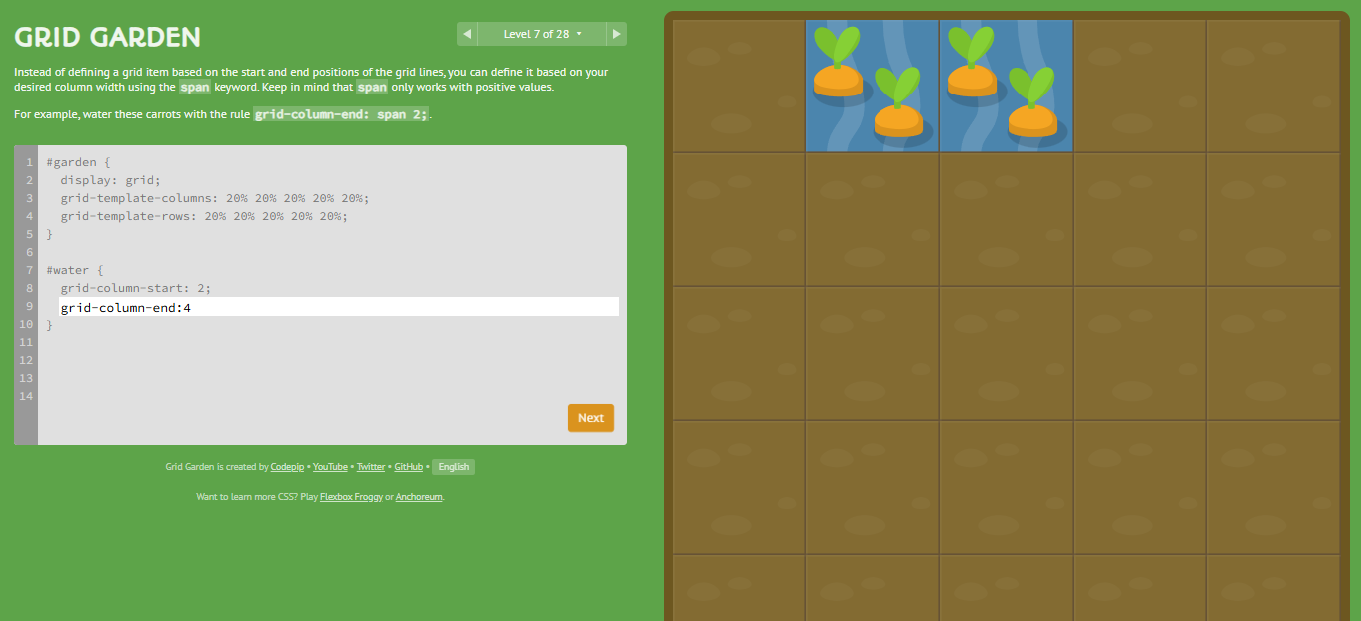 GRID GARDEN
◀ Level 7 of 28 ▾ ▶
Instead of defining a grid item based on the start and end positions of the grid lines, you can define it based on your
desired column width using the span keyword. Keep in mind that span only works with positive values.
For example, water these carrots with the rule grid-column-end: span 2;.
1 #garden {
2   display: grid;
3   grid-template-columns: 20% 20% 20% 20% 20%;
4   grid-template-rows: 20% 20% 20% 20% 20%;
5 }
6
7 #water {
8   grid-column-start: 2;
9   grid-column-end:4
10 }
11
12
13
14
Next
Grid Garden is created by Codepip • YouTube • Twitter • GitHub • English
Want to learn more CSS? Play Flexbox Froggy or Anchoreum.